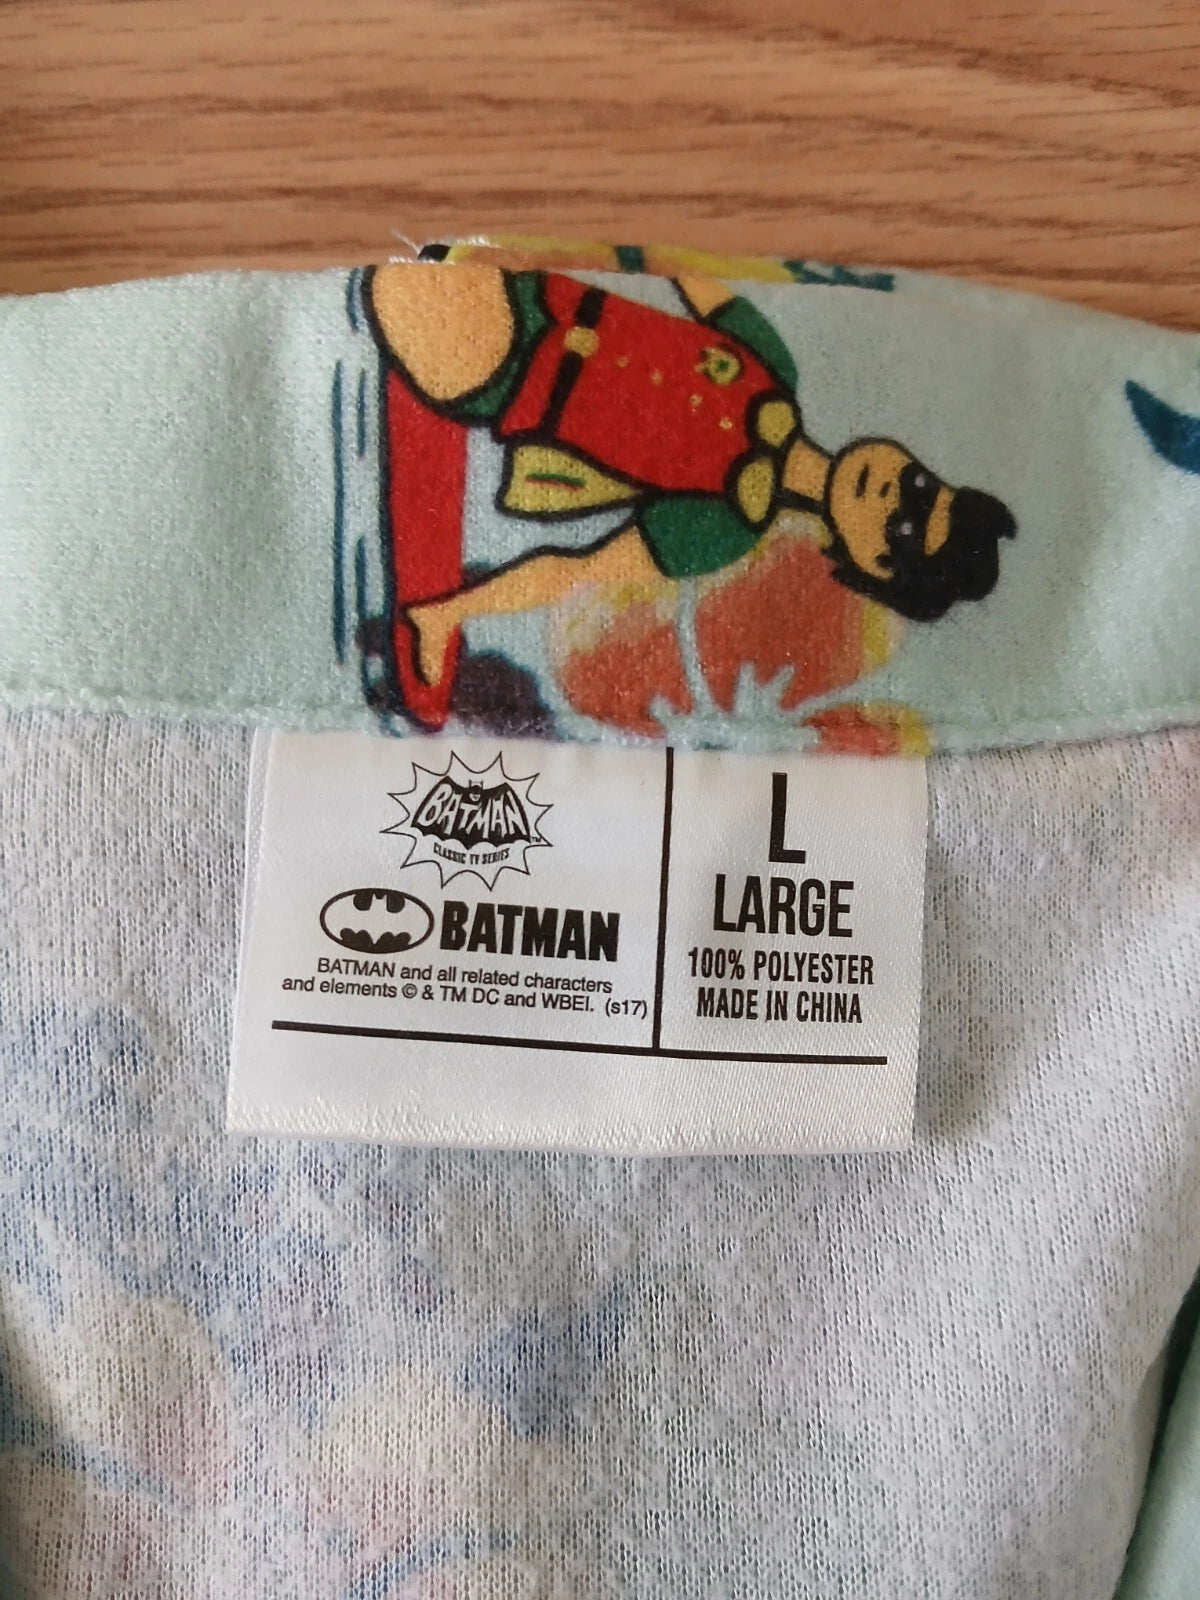 BATMAN
TM
CLASSIC TV SERIES
BATMAN
BATMAN and all related characters
and elements © & TM DC and WBEI. (s17)
L
LARGE
100% POLYESTER
MADE IN CHINA
R